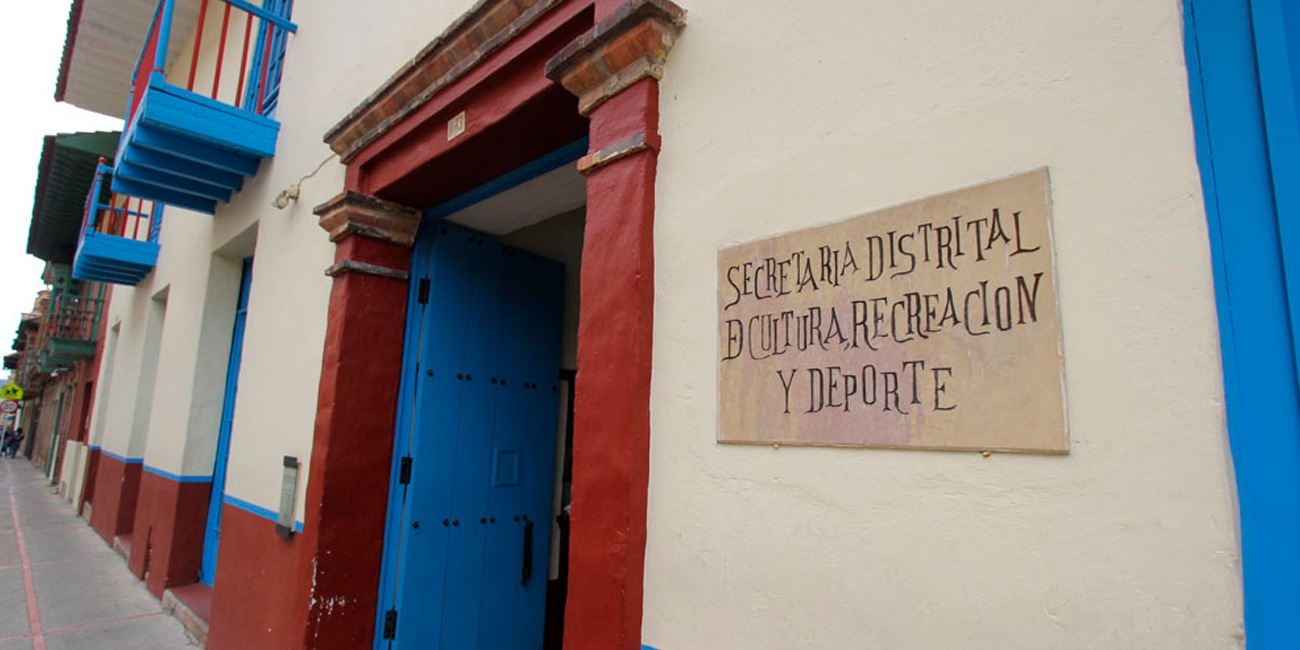 SECRETARIA DISTRITAL
DE CULTURA, RECREACION
Y DEPORTE